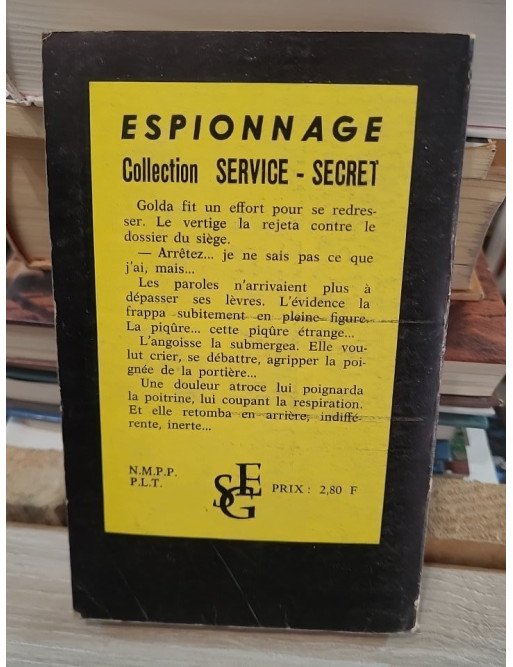 ESPIONNAGE
Collection SERVICE - SECRET
Golda fit un effort pour se redres-
ser. Le vertige la rejeta contre le
dossier du siège.
— Arrêtez... je ne sais pas ce que
j'ai, mais...
Les paroles n'arrivaient plus à
dépasser ses lèvres. L'évidence la
frappa subitement en pleine figure.
La piqûre... cette piqûre étrange...
L'angoisse la submergea. Elle vou-
lut crier, se débattre, agripper la poi-
gnée de la portière...
Une douleur atroce lui poignarda
la poitrine, lui coupant la respiration.
Et elle retomba en arrière, indiffé-
rente, inerte...
N.M.P.P.
P.L.T.
SEG
PRIX : 2,80 F